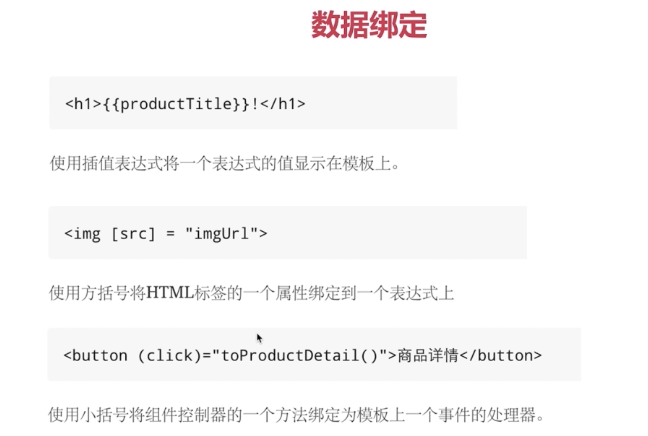 数据绑定
<h1>{{productTitle}}!</h1>
使用插值表达式将一个表达式的值显示在模板上。
<img [src] = "imgUrl">
使用方括号将HTML标签的一个属性绑定到一个表达式上
<button (click)="toProductDetail()">商品详情</button>
使用小括号将组件控制器的一个方法绑定为模板上一个事件的处理器。